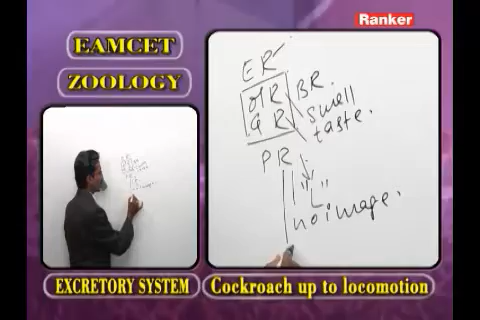 Ranker
EAMCET
ZOOLOGY
ER
OR BR.
GR smell
taste.
PR
"L"
no image.
EXCRETORY SYSTEM
Cockroach up to locomotion